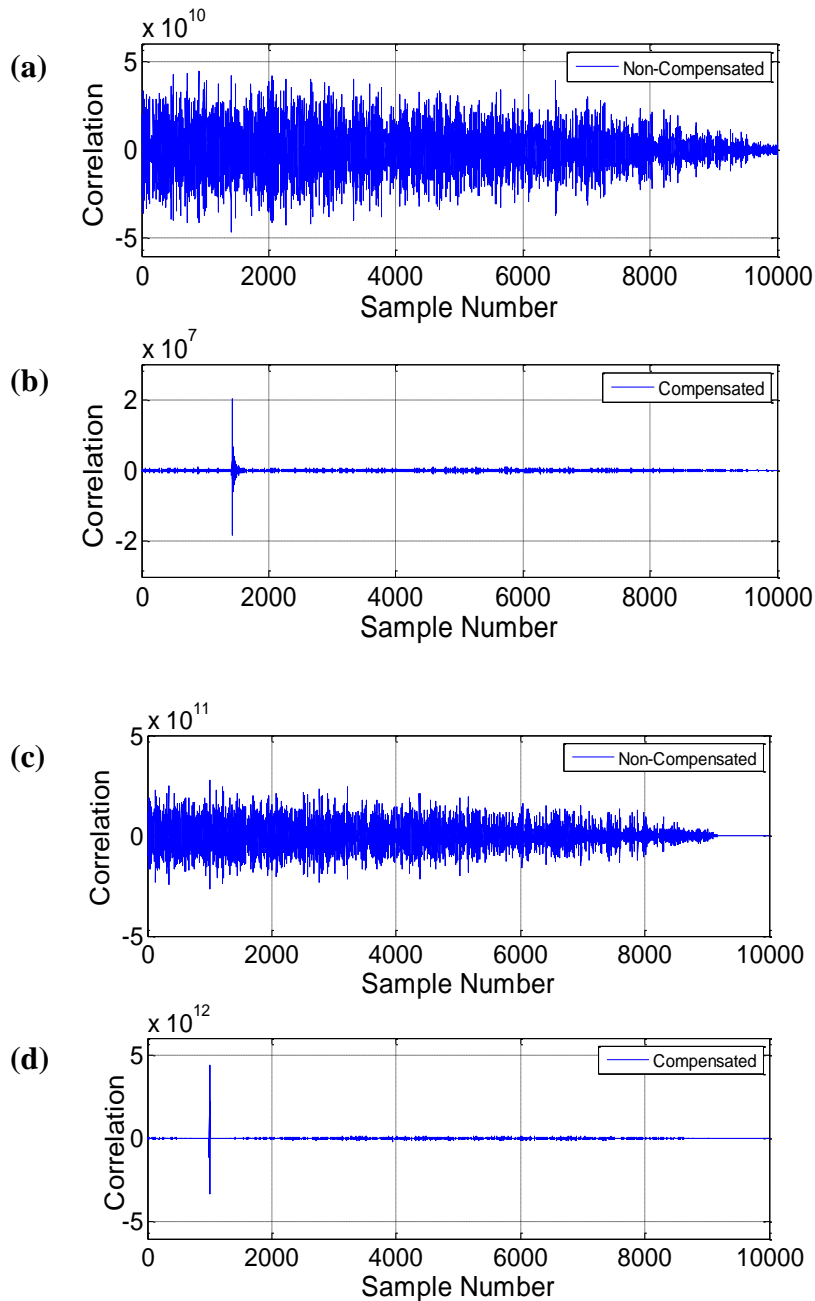 (a)
x 10^10
5
0
-5
Correlation
Non-Compensated
0 2000 4000 6000 8000 10000
Sample Number
(b)
x 10^7
2
0
-2
Correlation
Compensated
0 2000 4000 6000 8000 10000
Sample Number
(c)
x 10^11
5
0
-5
Correlation
Non-Compensated
0 2000 4000 6000 8000 10000
Sample Number
(d)
x 10^12
5
0
-5
Correlation
Compensated
0 2000 4000 6000 8000 10000
Sample Number